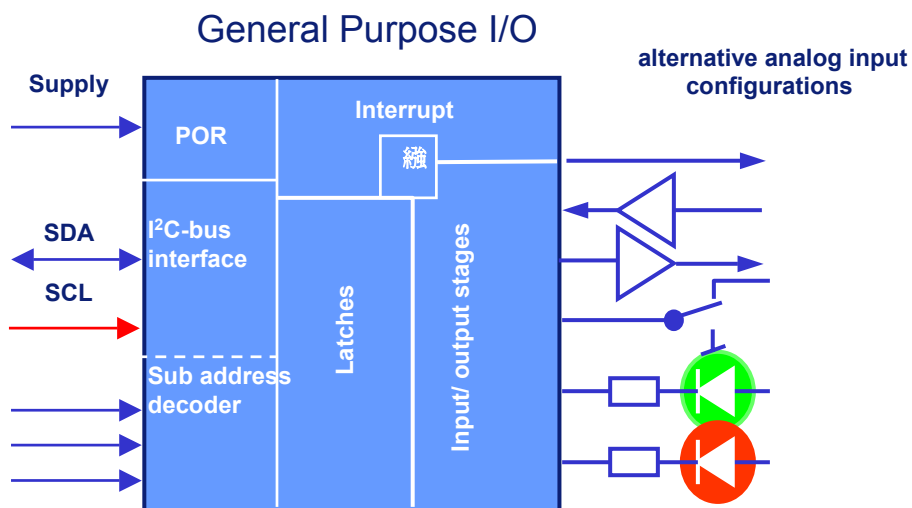 General Purpose I/O
alternative analog input
configurations
Supply
POR
Interrupt
SDA
I²C-bus
interface
SCL
Latches
Input/ output stages
Sub address
decoder